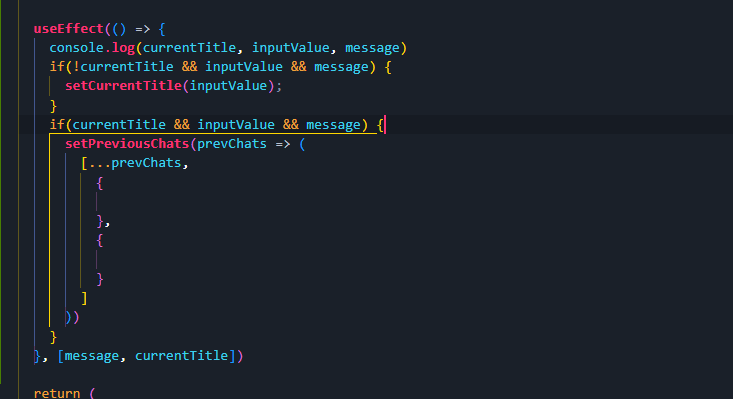 useEffect(() => {
console.log(currentTitle, inputValue, message)
if(!currentTitle && inputValue && message) {
setCurrentTitle(inputValue);
}
if(currentTitle && inputValue && message) {
setPreviousChats(prevChats => (
[...prevChats,
{
},
{
}
]
))
}
}, [message, currentTitle])
return (